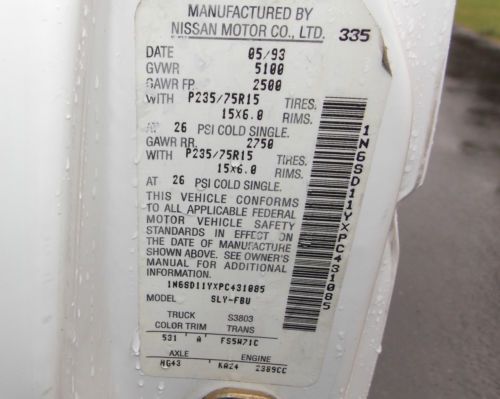 MANUFACTURED BY
NISSAN MOTOR CO., LTD. 335
DATE 05/93
GVWR 5100
GAWR FP. 2500
WITH P235/75R15 TIRES.
15X6.0 RIMS.
AT 26 PSI COLD SINGLE.
GAWR RR. 2750
WITH P235/75R15 TIRES.
15X6.0 RIMS.
AT 26 PSI COLD SINGLE.
THIS VEHICLE CONFORMS
TO ALL APPLICABLE FEDERAL
MOTOR VEHICLE SAFETY
STANDARDS IN EFFECT ON
THE DATE OF MANUFACTURE
SHOWN ABOVE. SEE OWNER'S
MANUAL FOR ADDITIONAL
INFORMATION.
1N6SD11YXPC431085
MODEL SLY-FBU
TRUCK S3803
COLOR TRIM TRANS
531 A FS5W71C
AXLE ENGINE
HG43 KA24 2389CC
1N6SD11YXPC431085